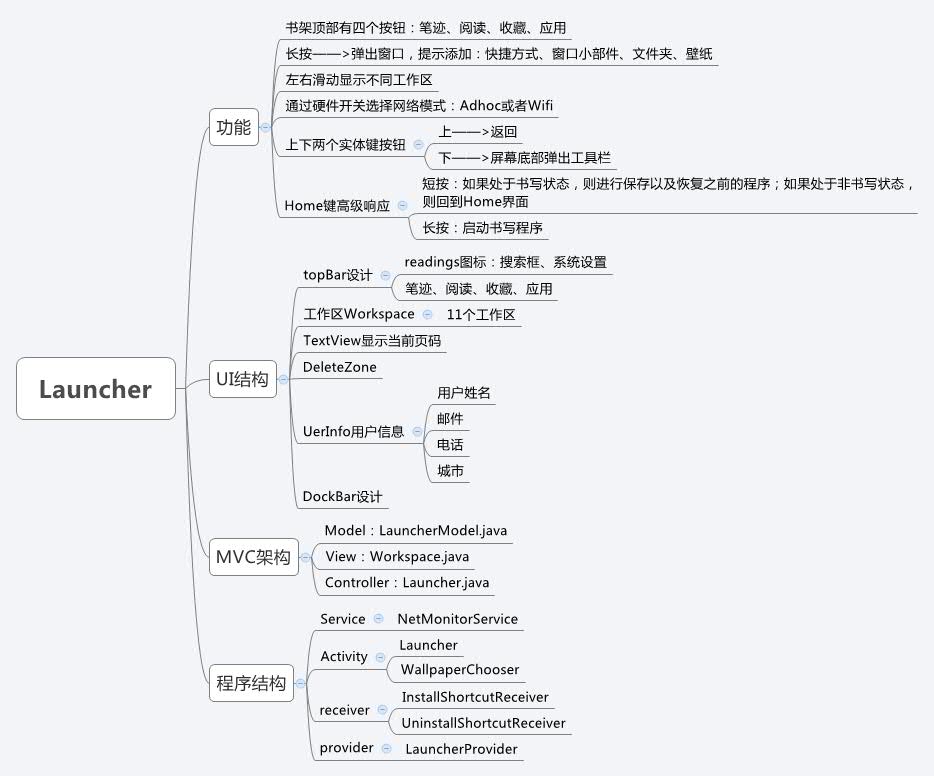 Launcher
功能
书架顶部有四个按钮：笔迹、阅读、收藏、应用
长按——>弹出窗口，提示添加：快捷方式、窗口小部件、文件夹、壁纸
左右滑动显示不同工作区
通过硬件开关选择网络模式：Adhoc或者Wifi
上下两个实体键按钮
上——>返回
下——>屏幕底部弹出工具栏
Home键高级响应
短按：如果处于书写状态，则进行保存以及恢复之前的程序；如果处于非书写状态，
则回到Home界面
长按：启动书写程序
UI结构
topBar设计
readings图标：搜索框、系统设置
笔迹、阅读、收藏、应用
工作区Workspace
11个工作区
TextView显示当前页码
DeleteZone
UerInfo用户信息
用户姓名
邮件
电话
城市
DockBar设计
MVC架构
Model：LauncherModel.java
View：Workspace.java
Controller：Launcher.java
程序结构
Service
NetMonitorService
Activity
Launcher
WallpaperChooser
receiver
InstallShortcutReceiver
UninstallShortcutReceiver
provider
LauncherProvider